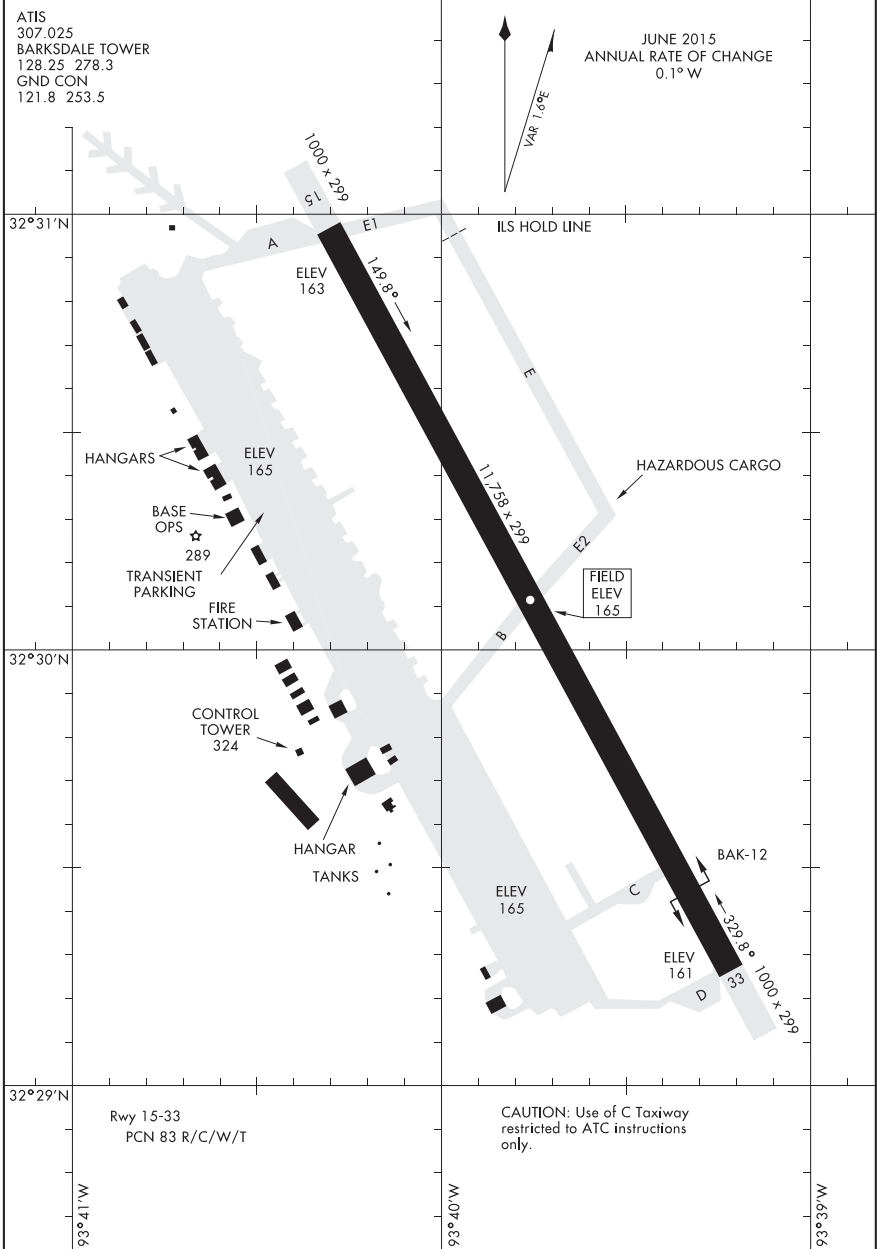 ATIS
307.025
BARKSDALE TOWER
128.25 278.3
GND CON
121.8 253.5
JUNE 2015
ANNUAL RATE OF CHANGE
0.1° W
VAR 1.6°E
1000 x 299
15
32°31'N
A
E1
ILS HOLD LINE
ELEV
163
149.8°
E
HANGARS
ELEV
165
HAZARDOUS CARGO
11,758 x 299
BASE
OPS
289
E2
TRANSIENT
PARKING
FIELD
ELEV
165
FIRE
STATION
B
32°30'N
CONTROL
TOWER
324
HANGAR
BAK-12
TANKS
ELEV
165
C
329.8°
ELEV
161
33
D
1000 x 299
32°29'N
Rwy 15-33
PCN 83 R/C/W/T
CAUTION: Use of C Taxiway
restricted to ATC instructions
only.
93°41'W
93°40'W
93°39'W